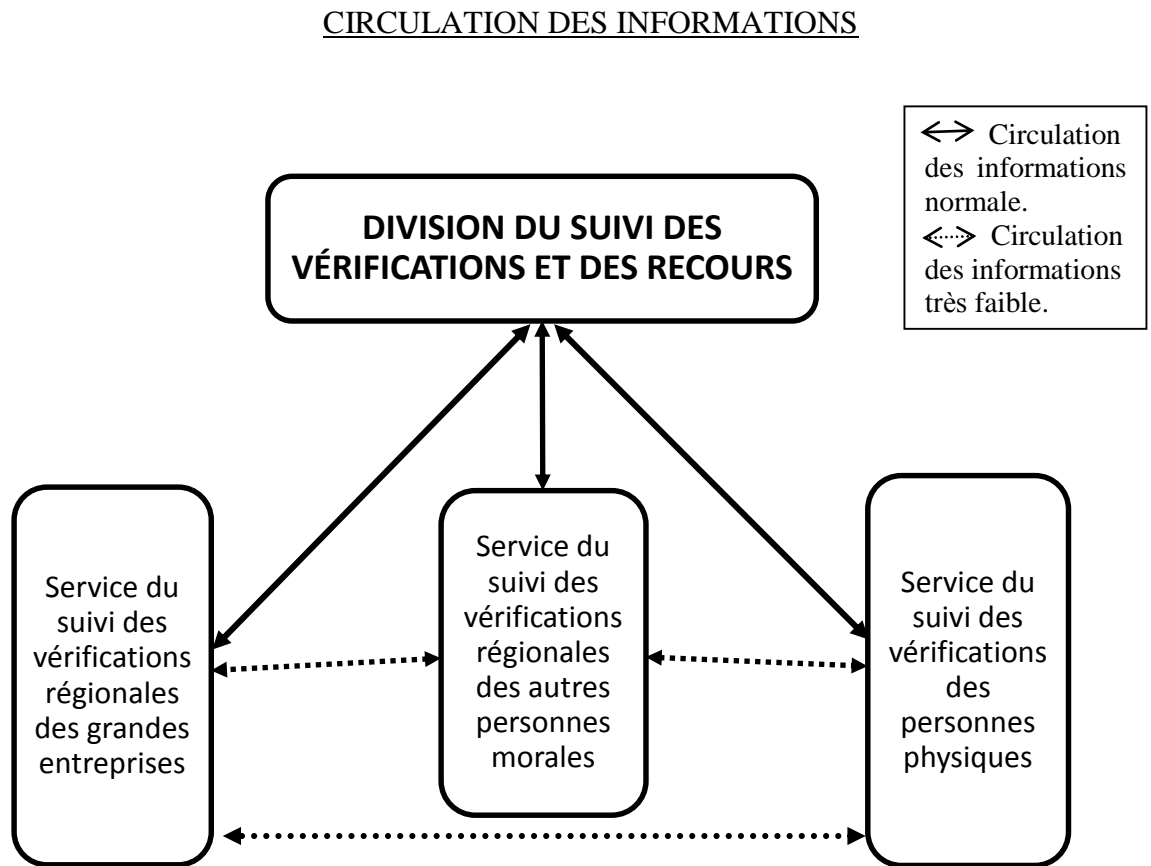 CIRCULATION DES INFORMATIONS
Circulation
des informations
normale.
Circulation
des informations
très faible.
DIVISION DU SUIVI DES
VÉRIFICATIONS ET DES RECOURS
Service du
suivi des
vérifications
régionales
des grandes
entreprises
Service du
suivi des
vérifications
régionales
des autres
personnes
morales
Service du
suivi des
vérifications
des
personnes
physiques